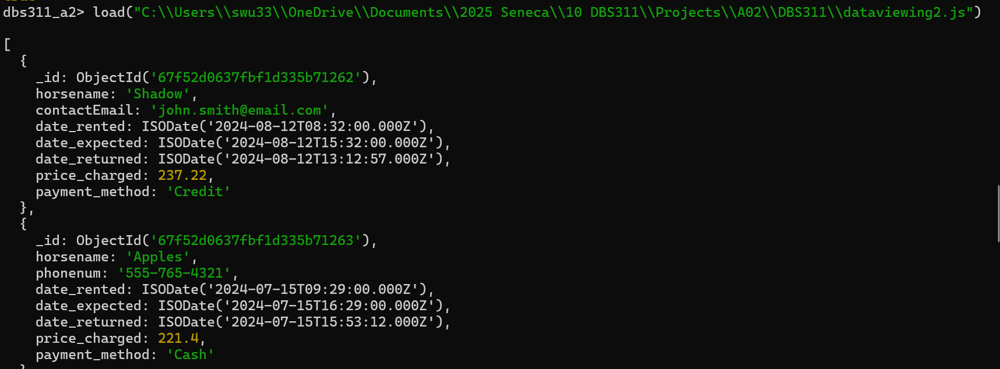 dbs311_a2> load("C:\\Users\\swu33\\OneDrive\\Documents\\2025 Seneca\\10 DBS311\\Projects\\A02\\DBS311\\dataviewing2.js")
[
  {
    _id: ObjectId('67f52d0637fbf1d335b71262'),
    horsename: 'Shadow',
    contactEmail: 'john.smith@email.com',
    date_rented: ISODate('2024-08-12T08:32:00.000Z'),
    date_expected: ISODate('2024-08-12T15:32:00.000Z'),
    date_returned: ISODate('2024-08-12T13:12:57.000Z'),
    price_charged: 237.22,
    payment_method: 'Credit'
  },
  {
    _id: ObjectId('67f52d0637fbf1d335b71263'),
    horsename: 'Apples',
    phonenum: '555-765-4321',
    date_rented: ISODate('2024-07-15T09:29:00.000Z'),
    date_expected: ISODate('2024-07-15T16:29:00.000Z'),
    date_returned: ISODate('2024-07-15T15:53:12.000Z'),
    price_charged: 221.4,
    payment_method: 'Cash'